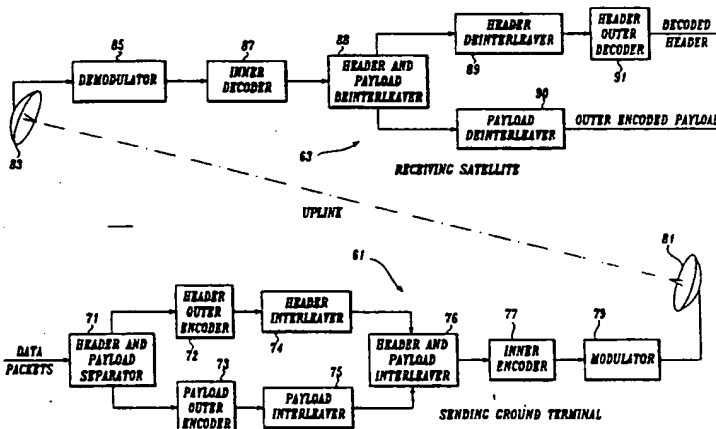 85
DEMODULATOR
87
INNER
DECODER
88
HEADER AND
PAYLOAD
DEINTERLEAVER
HEADER
DEINTERLEAVER
89
HEADER
OUTER
DECODER
91
DECODED
HEADER
90
PAYLOAD
DEINTERLEAVER
OUTER ENCODED PAYLOAD
83
63
RECEIVING SATELLITE
UPLINK
81
61
DATA
PACKETS
71
HEADER AND
PAYLOAD
SEPARATOR
HEADER
OUTER
ENCODER
72
HEADER
INTERLEAVER
74
73
PAYLOAD
OUTER
ENCODER
75
PAYLOAD
INTERLEAVER
76
HEADER AND
PAYLOAD
INTERLEAVER
77
INNER
ENCODER
79
MODULATOR
SENDING GROUND TERMINAL